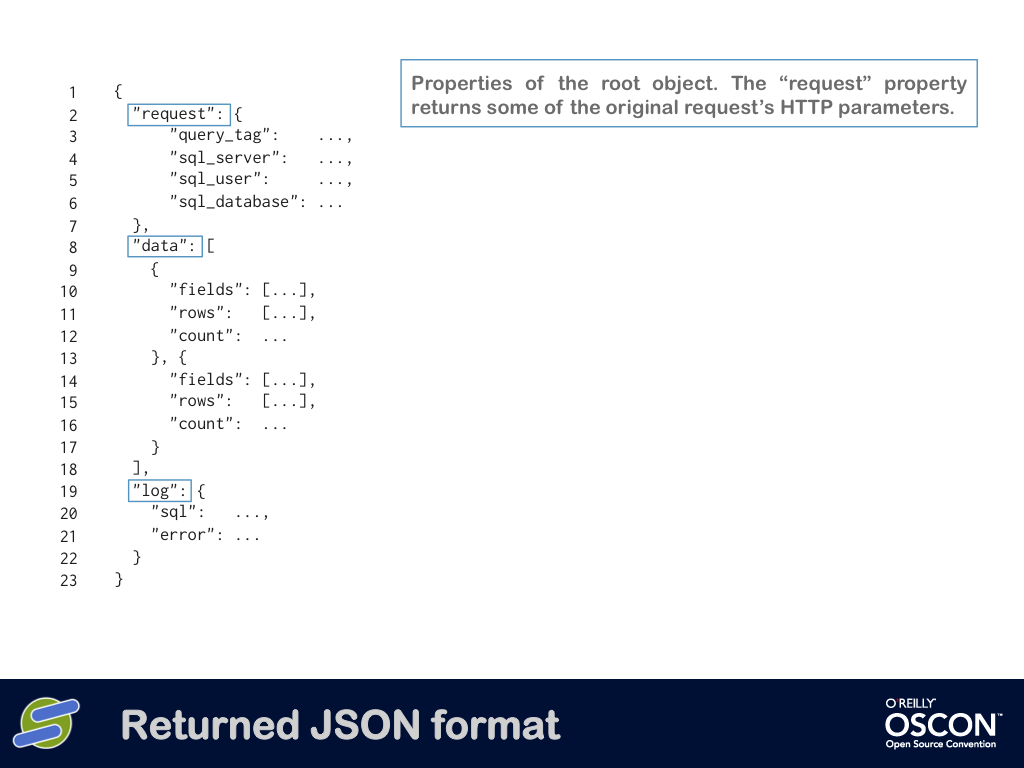 Properties of the root object. The “request” property
returns some of the original request’s HTTP parameters.
1 {
2 "request": {
3 "query_tag": ...,
4 "sql_server": ...,
5 "sql_user": ...,
6 "sql_database": ...
7 },
8 "data": [
9 {
10 "fields": [...],
11 "rows": [...],
12 "count": ...
13 }, {
14 "fields": [...],
15 "rows": [...],
16 "count": ...
17 }
18 ],
19 "log": {
20 "sql": ...,
21 "error": ...
22 }
23 }
Returned JSON format
O REILLY'
OSCON™
Open Source Convention